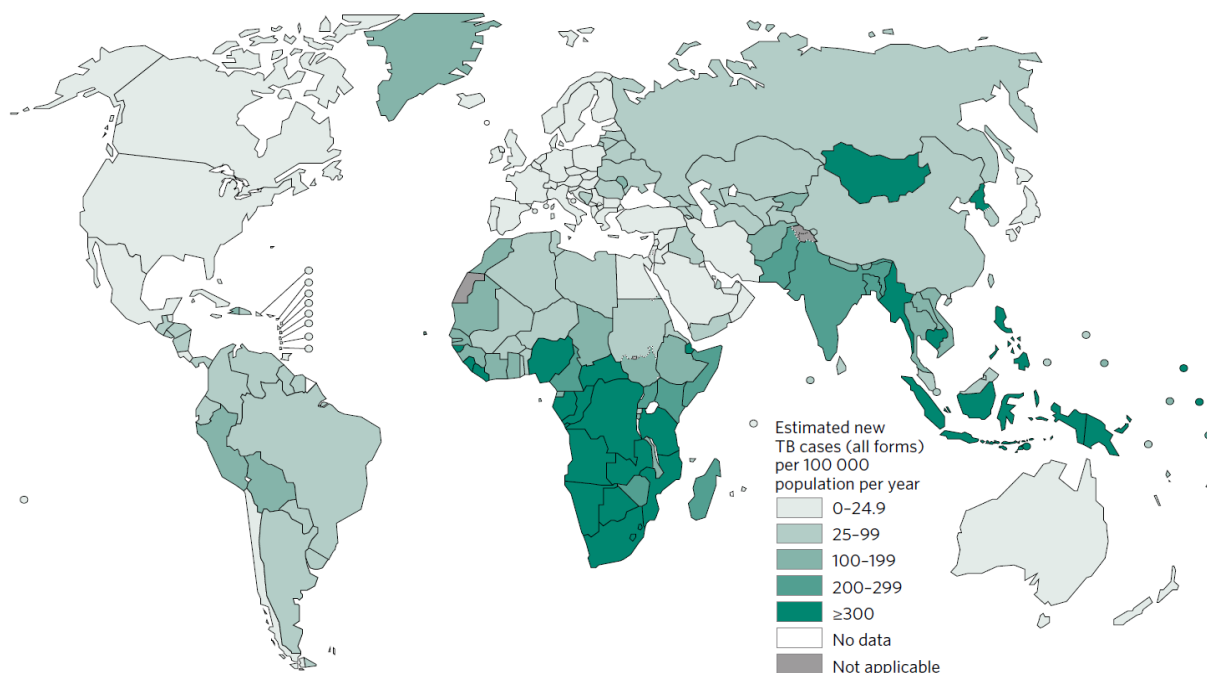 Estimated new
TB cases (all forms)
per 100 000
population per year
0–24.9
25–99
100–199
200–299
≥300
No data
Not applicable